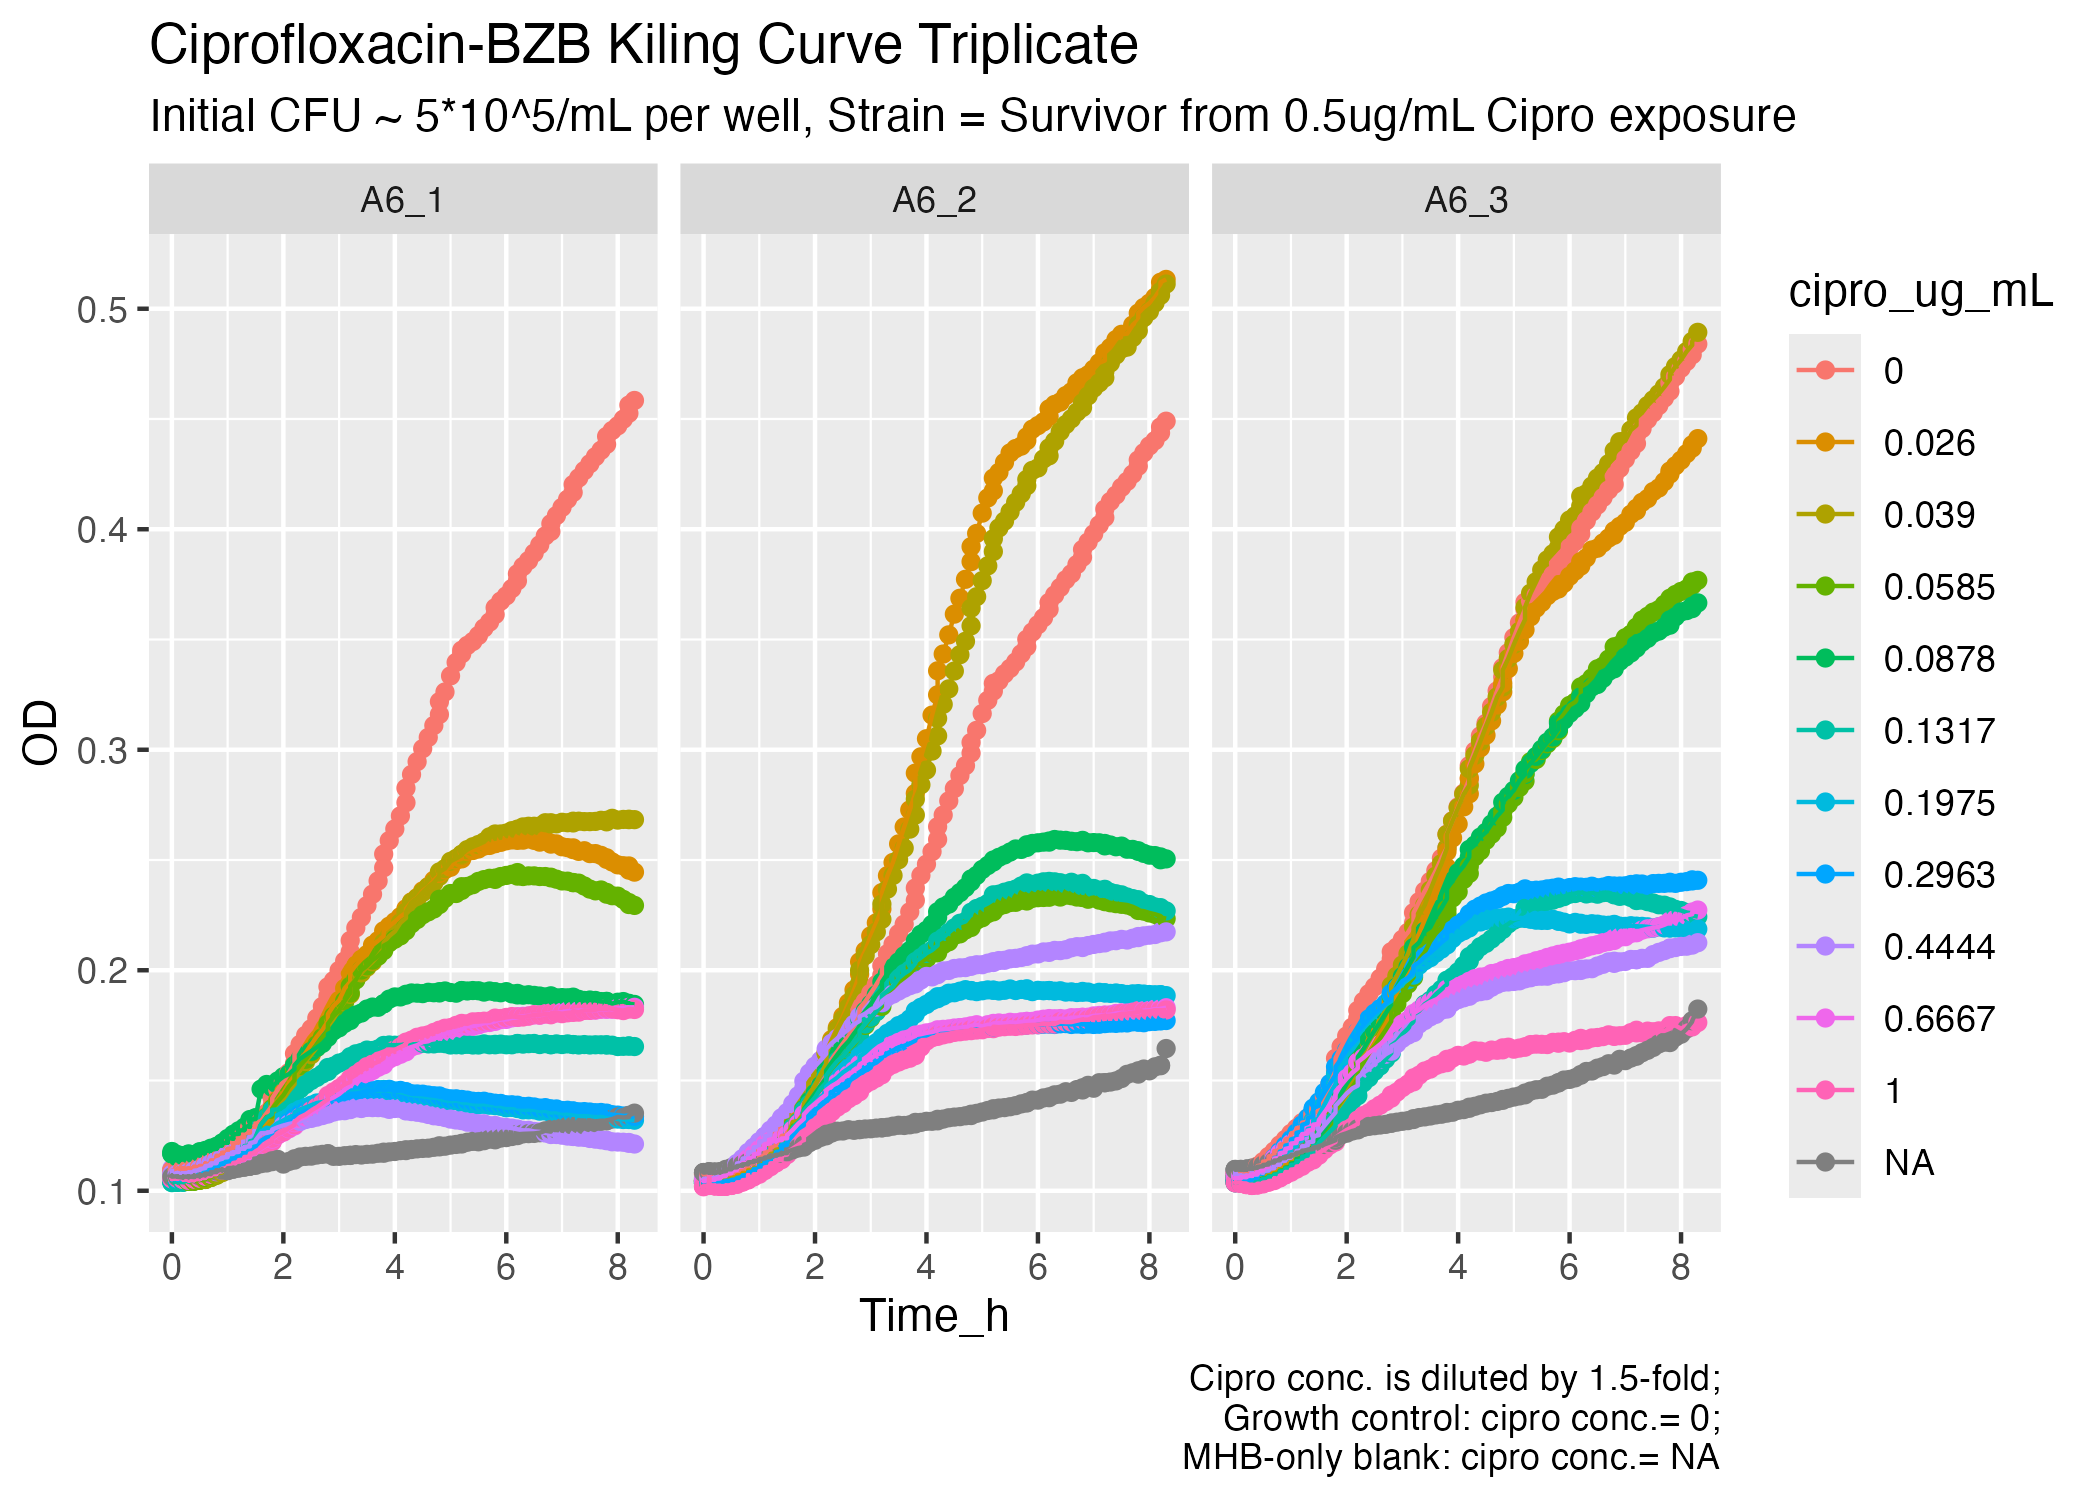 Ciprofloxacin-BZB Kiling Curve Triplicate
Initial CFU ~ 5*10^5/mL per well, Strain = Survivor from 0.5ug/mL Cipro exposure
A6_1
A6_2
A6_3
OD
0.5
0.4
0.3
0.2
0.1
0 2 4 6 8
0 2 4 6 8
0 2 4 6 8
Time_h
cipro_ug_mL
0
0.026
0.039
0.0585
0.0878
0.1317
0.1975
0.2963
0.4444
0.6667
1
NA
Cipro conc. is diluted by 1.5-fold;
Growth control: cipro conc.= 0;
MHB-only blank: cipro conc.= NA